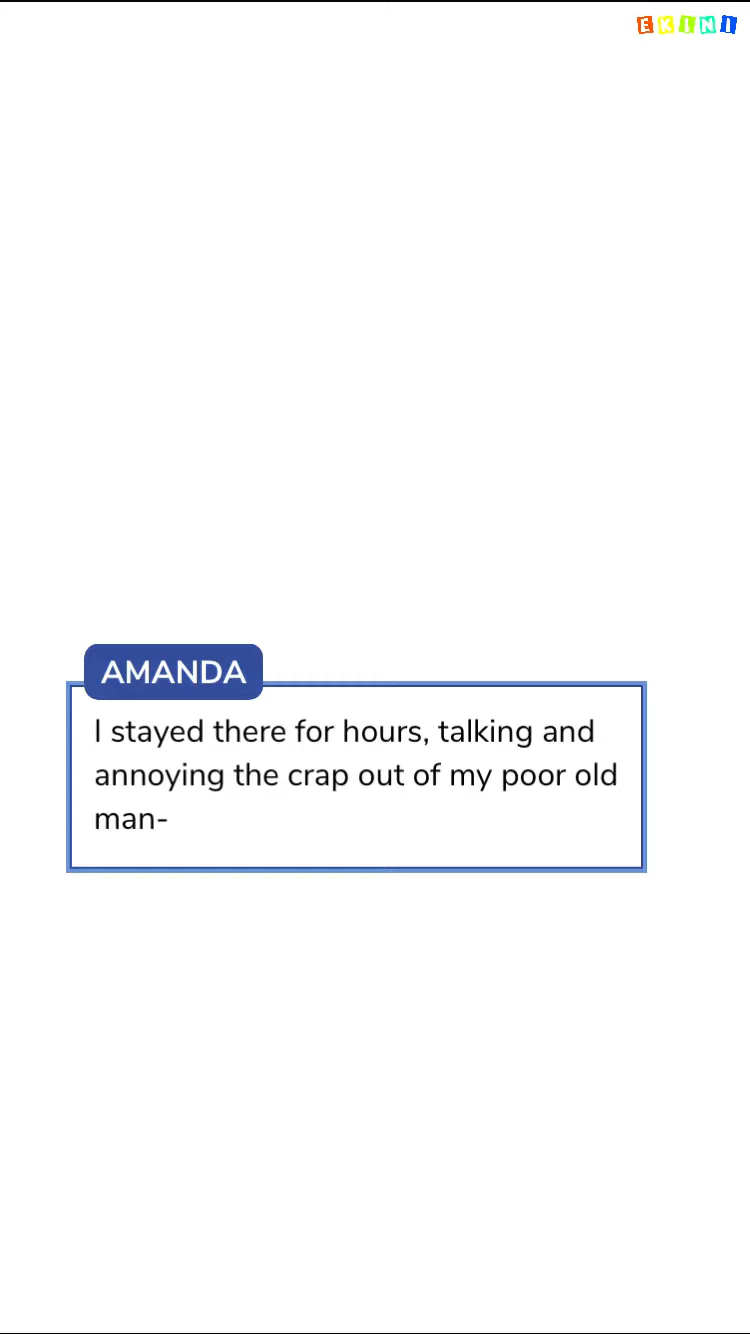 EKINI
AMANDA
I stayed there for hours, talking and
annoying the crap out of my poor old
man-